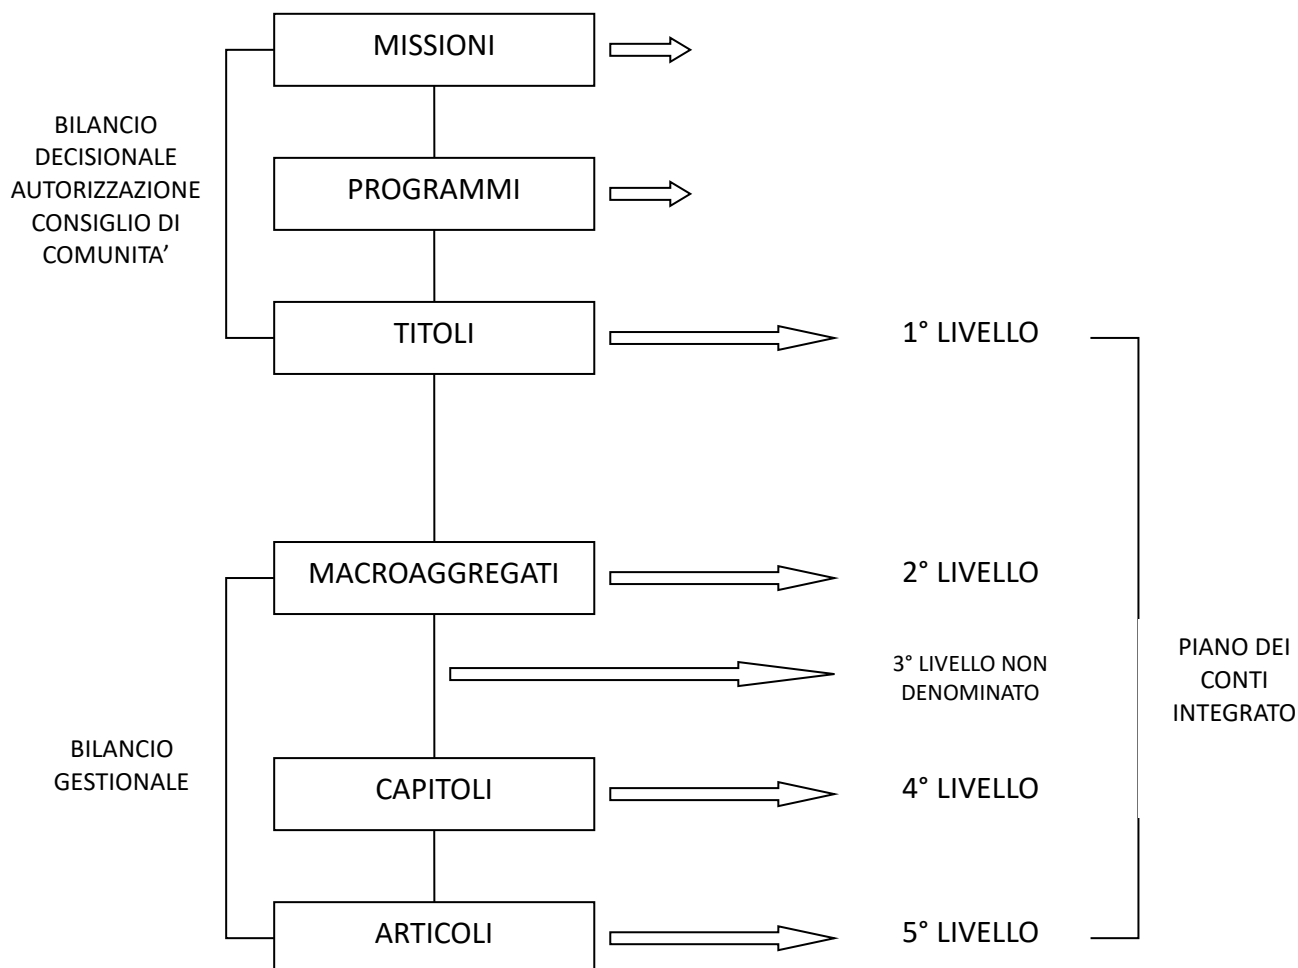 MISSIONI
BILANCIO
DECISIONALE
AUTORIZZAZIONE
CONSIGLIO DI
COMUNITA’
PROGRAMMI
TITOLI
1° LIVELLO
MACROAGGREGATI
2° LIVELLO
3° LIVELLO NON
DENOMINATO
PIANO DEI
CONTI
INTEGRATO
BILANCIO
GESTIONALE
CAPITOLI
4° LIVELLO
ARTICOLI
5° LIVELLO